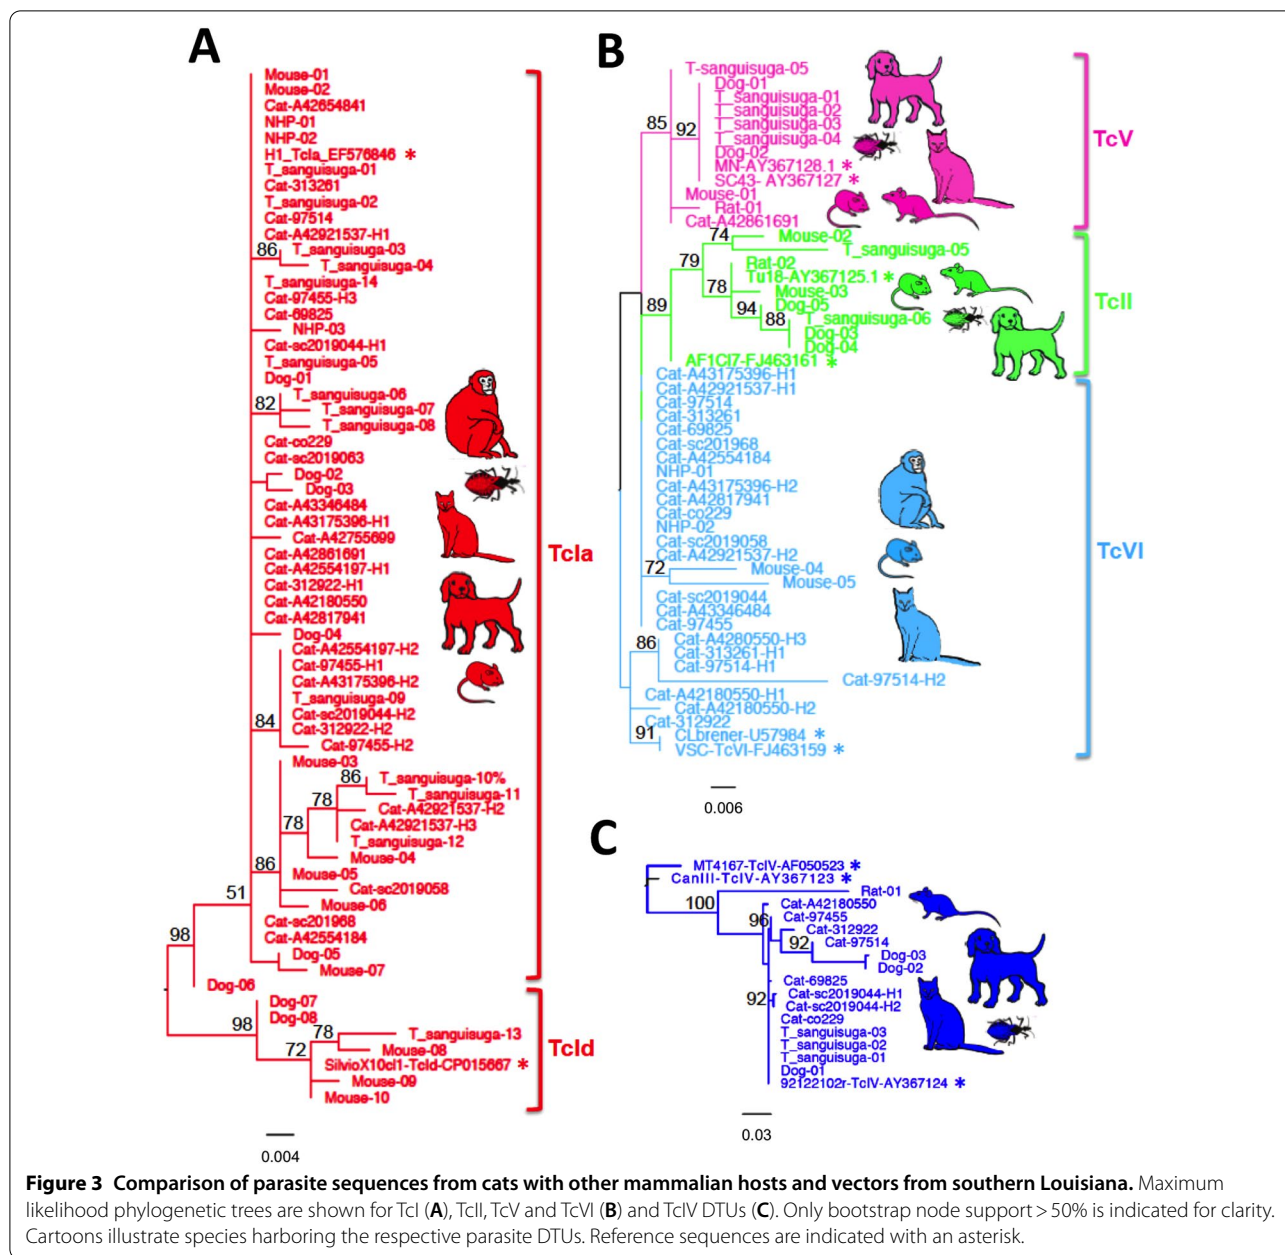 A
Mouse-01
Mouse-02
Cat-A42654841
NHP-01
NHP-02
H1_TcIa_EF576846 *
T_sanguisuga-01
Cat-313261
T_sanguisuga-02
Cat-97514
Cat-A42921537-H1
86
T_sanguisuga-03
T_sanguisuga-04
T_sanguisuga-14
Cat-97455-H3
Cat-69825
NHP-03
Cat-sc2019044-H1
T_sanguisuga-05
Dog-01
82
T_sanguisuga-06
T_sanguisuga-07
T_sanguisuga-08
Cat-co229
Cat-sc2019063
Dog-02
Dog-03
Cat-A43346484
Cat-A43175396-H1
Cat-A42755699
Cat-A42861691
Cat-A42554197-H1
Cat-312922-H1
Cat-A42180550
Cat-A42817941
Dog-04
Cat-A42554197-H2
Cat-97455-H1
Cat-A43175396-H2
T_sanguisuga-09
Cat-sc2019044-H2
84
Cat-312922-H2
Cat-97455-H2
Mouse-03
86
T_sanguisuga-10%
T_sanguisuga-11
78
Cat-A42921537-H2
78
Cat-A42921537-H3
T_sanguisuga-12
Mouse-04
86
Mouse-05
Cat-sc2019058
51
Mouse-06
Cat-sc201968
98
Cat-A42554184
Dog-05
Mouse-07
Dog-06
TcIa
Dog-07
Dog-08
98
78
T_sanguisuga-13
72
Mouse-08
SilvioX10cl1-TcId-CP015667 *
Mouse-09
Mouse-10
TcId
0.004
B
T-sanguisuga-05
Dog-01
T_sanguisuga-01
T_sanguisuga-02
85
92
T_sanguisuga-03
T_sanguisuga-04
Dog-02
MN-AY367128.1 *
SC43- AY367127 *
Mouse-01
Rat-01
Cat-A42861691
TcV
74
Mouse-02
T_sanguisuga-05
79
Rat-02
Tu18-AY367125.1 *
78
Mouse-03
89
94
Dog-05
88
T_sanguisuga-06
Dog-03
Dog-04
AF1Cl7-FJ463161 *
TcII
Cat-A43175396-H1
Cat-A42921537-H1
Cat-97514
Cat-313261
Cat-69825
Cat-sc201968
Cat-A42554184
NHP-01
Cat-A43175396-H2
Cat-A42817941
Cat-co229
NHP-02
Cat-sc2019058
Cat-A42921537-H2
72
Mouse-04
Mouse-05
Cat-sc2019044
Cat-A43346484
Cat-97455
86
Cat-A4280550-H3
Cat-313261-H1
Cat-97514-H1
Cat-97514-H2
Cat-A42180550-H1
Cat-A42180550-H2
Cat-312922
91
CLbrener-U57984 *
VSC-TcVI-FJ463159 *
TcVI
0.006
C
MT4167-TcIV-AF050523 *
CanIII-TcIV-AY367123 *
Rat-01
100
Cat-A42180550
96
Cat-97455
Cat-312922
92
Cat-97514
Dog-03
Dog-02
Cat-69825
92
Cat-sc2019044-H1
Cat-sc2019044-H2
Cat-co229
T_sanguisuga-03
T_sanguisuga-02
T_sanguisuga-01
Dog-01
92122102r-TcIV-AY367124 *
0.03
Figure 3 Comparison of parasite sequences from cats with other mammalian hosts and vectors from southern Louisiana. Maximum
likelihood phylogenetic trees are shown for TcI (A), TcII, TcV and TcVI (B) and TcIV DTUs (C). Only bootstrap node support > 50% is indicated for clarity.
Cartoons illustrate species harboring the respective parasite DTUs. Reference sequences are indicated with an asterisk.